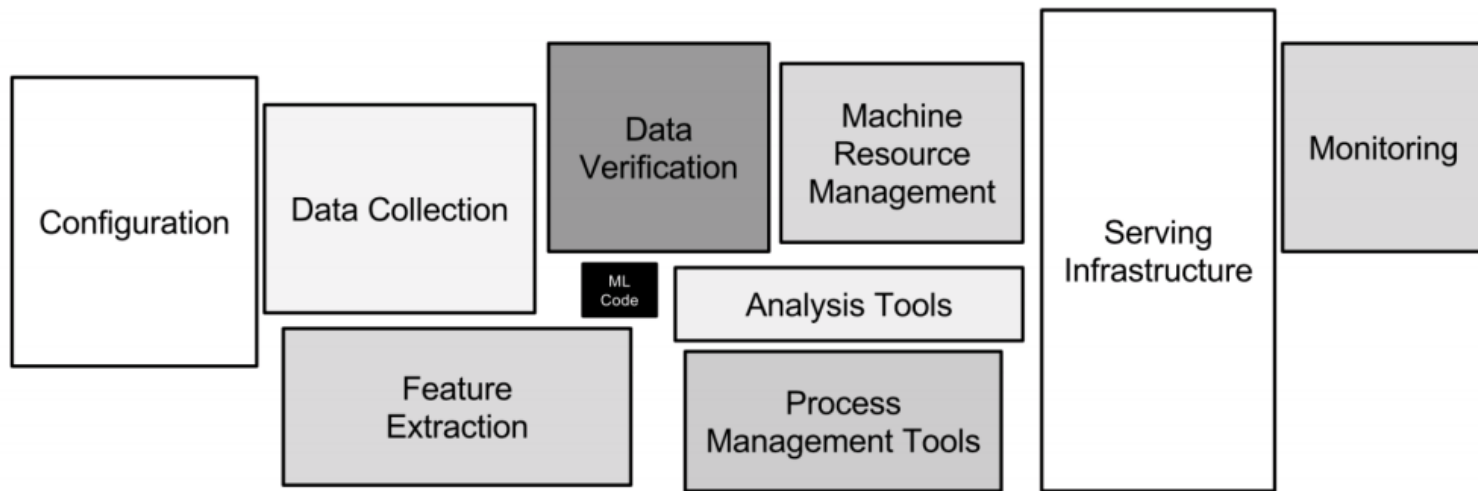 Configuration
Data Collection
Feature
Extraction
Data
Verification
ML
Code
Machine
Resource
Management
Analysis Tools
Process
Management Tools
Serving
Infrastructure
Monitoring